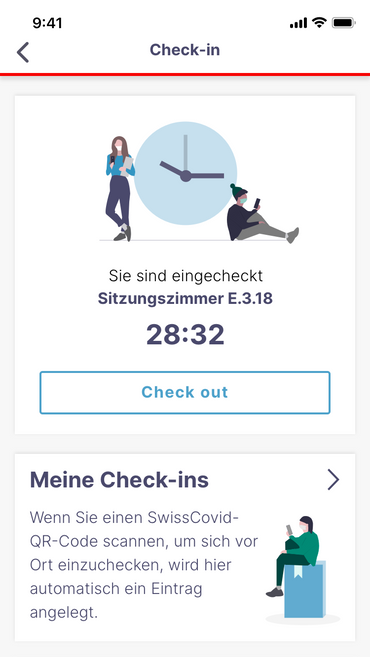 9:41
Check-in
Sie sind eingecheckt
Sitzungszimmer E.3.18
28:32
Check out
Meine Check-ins
Wenn Sie einen SwissCovid-
QR-Code scannen, um sich vor
Ort einzuchecken, wird hier
automatisch ein Eintrag
angelegt.